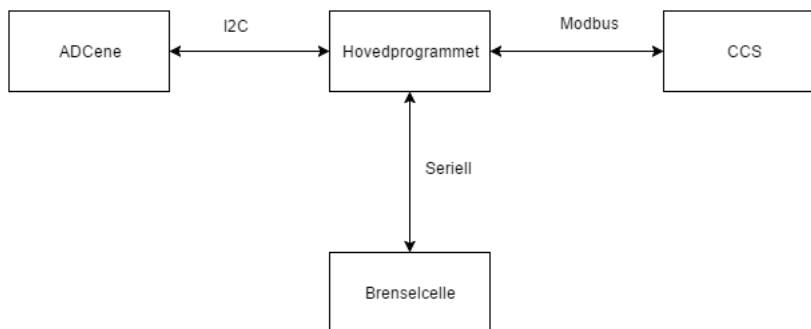 I2C
Modbus
ADCene
Hovedprogrammet
CCS
Seriell
Brenselcelle